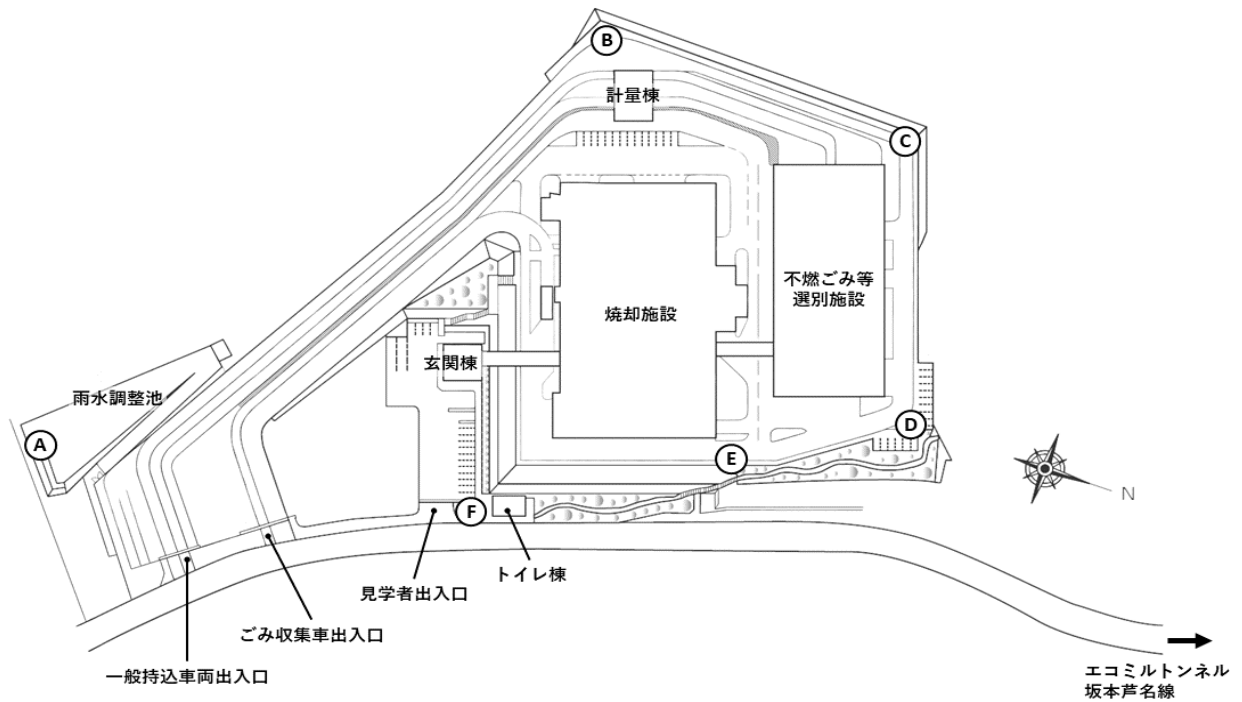 B
計量棟
C
不燃ごみ等
選別施設
焼却施設
玄関棟
雨水調整池
A
D
E
N
F
トイレ棟
見学者出入口
ごみ収集車出入口
一般持込車両出入口
エコミルトンネル
坂本芦名線